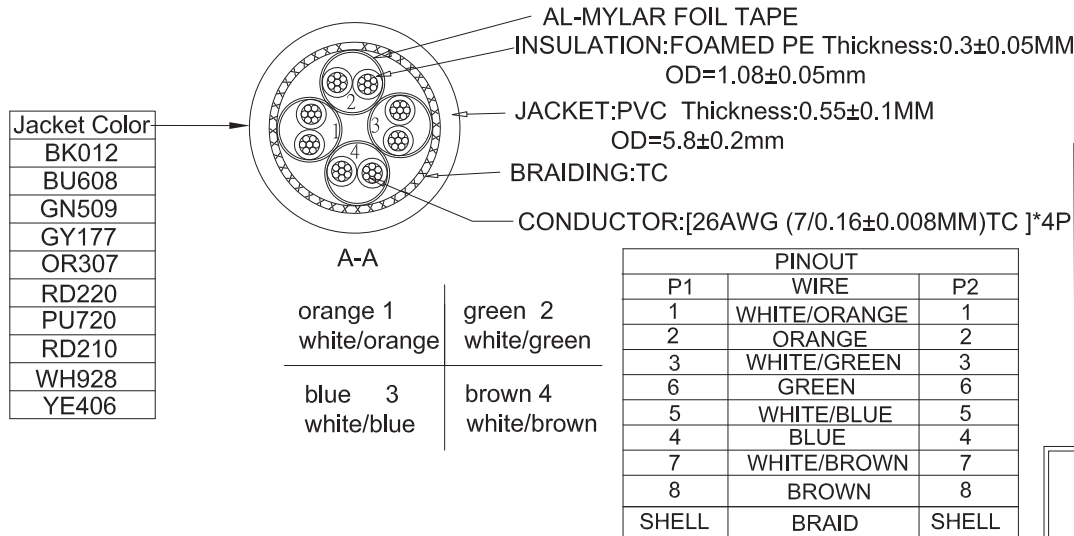 AL-MYLAR FOIL TAPE
INSULATION:FOAMED PE Thickness:0.3±0.05MM
OD=1.08±0.05mm
JACKET:PVC Thickness:0.55±0.1MM
OD=5.8±0.2mm
BRAIDING:TC
CONDUCTOR:[26AWG (7/0.16±0.008MM)TC ]*4P
2
1
3
4
A-A
Jacket Color
BK012
BU608
GN509
GY177
OR307
RD220
PU720
RD210
WH928
YE406
orange 1
white/orange
green 2
white/green
blue 3
white/blue
brown 4
white/brown
PINOUT
P1 WIRE P2
1 WHITE/ORANGE 1
2 ORANGE 2
3 WHITE/GREEN 3
6 GREEN 6
5 WHITE/BLUE 5
4 BLUE 4
7 WHITE/BROWN 7
8 BROWN 8
SHELL BRAID SHELL